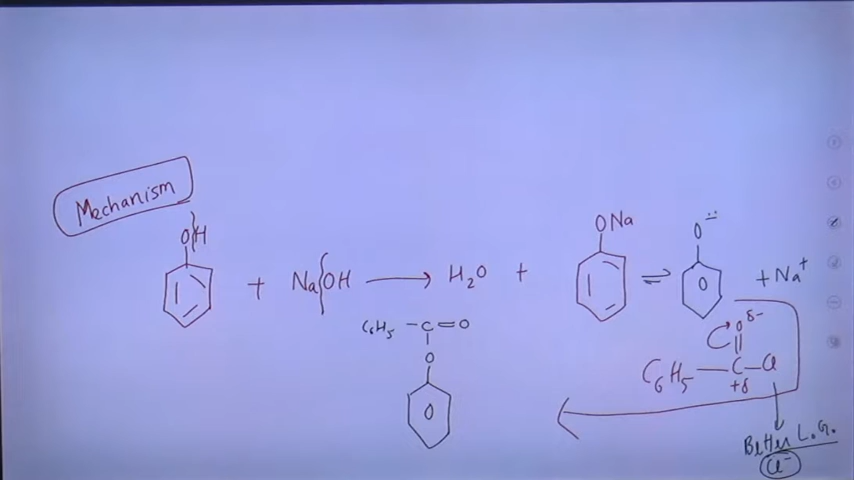 Mechanism
OH + NaOH → H₂O + ONa ⇌ O⁻ + Na⁺
C₆H₅ – C = O
O
O δ-
C₆H₅ — C – Cl
+δ
Better L.G.
Cl⁻